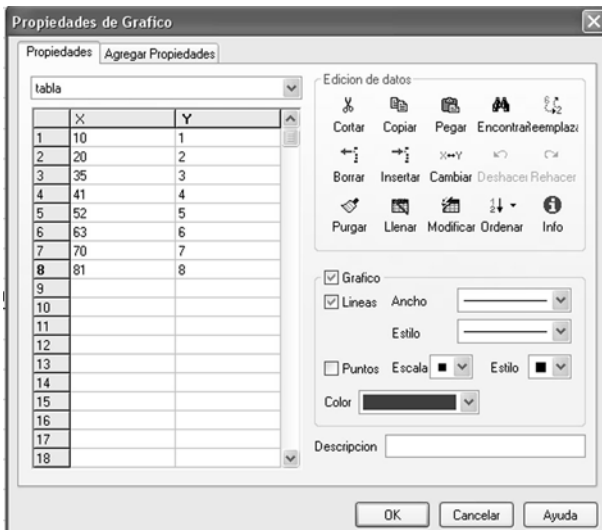 Propiedades de Grafico
Propiedades Agregar Propiedades
tabla
X Y
1 10 1
2 20 2
3 35 3
4 41 4
5 52 5
6 63 6
7 70 7
8 81 8
9
10
11
12
13
14
15
16
17
18
Edicion de datos
Cortar Copiar Pegar Encontrar Reemplaza
Borrar Insertar Cambiar Deshacer Rehacer
Purgar Llenar Modificar Ordenar Info
Grafico
Lineas Ancho
Estilo
Puntos Escala Estilo
Color
Descripcion
OK Cancelar Ayuda